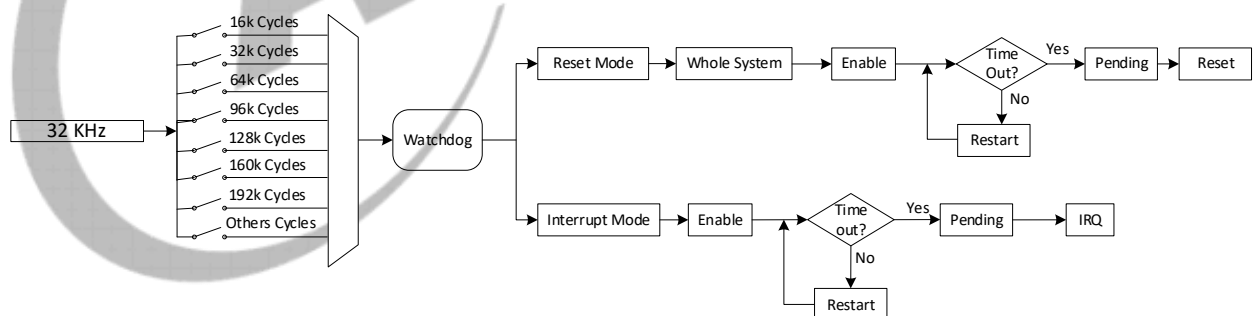 32 KHz
16k Cycles
32k Cycles
64k Cycles
96k Cycles
128k Cycles
160k Cycles
192k Cycles
Others Cycles
Watchdog
Reset Mode
Whole System
Enable
Time
Out?
Yes
Pending
Reset
No
Restart
Interrupt Mode
Enable
Time
out?
Yes
Pending
IRQ
No
Restart